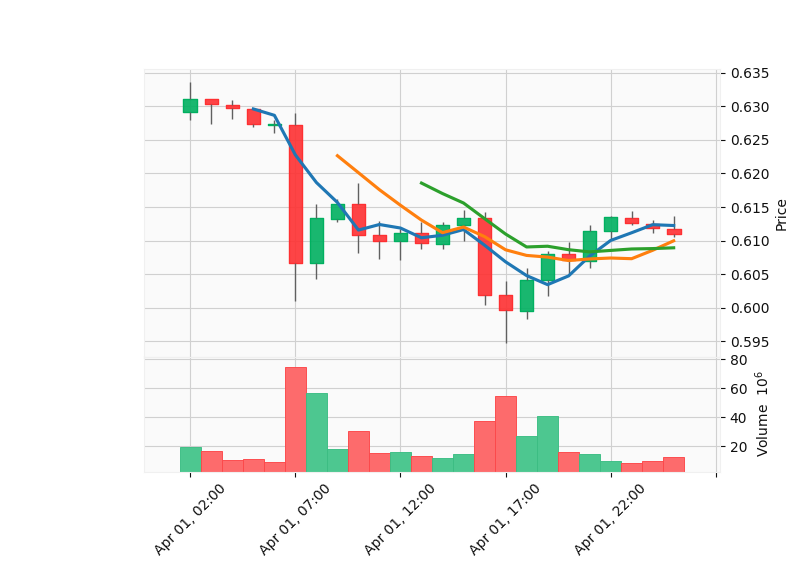 0.635
0.630
0.625
0.620
0.615
0.610
0.605
0.600
0.595
Price
80
60
40
20
Volume 10⁶
Apr 01, 02:00
Apr 01, 07:00
Apr 01, 12:00
Apr 01, 17:00
Apr 01, 22:00